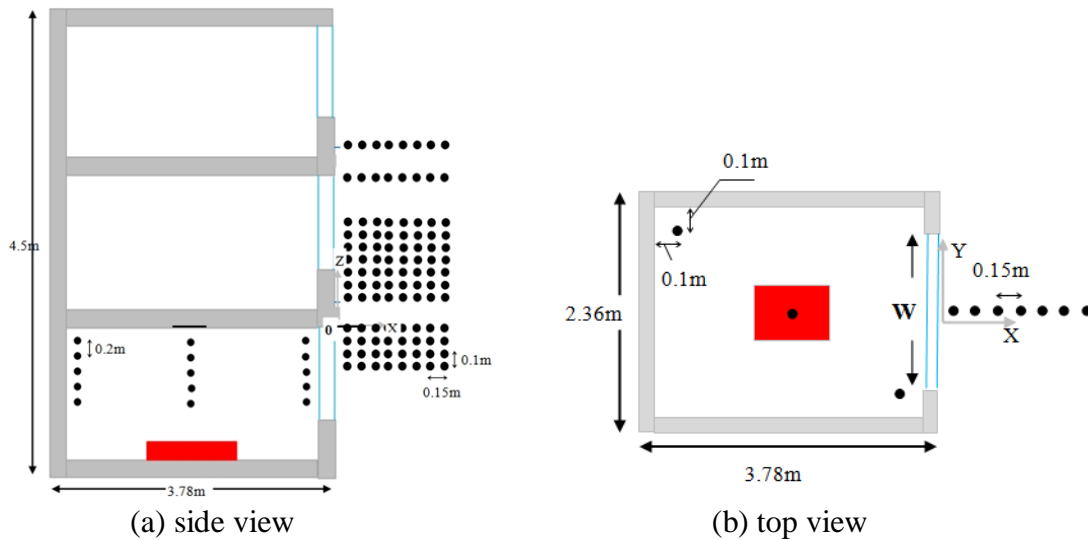 4.5m
Z
0
X
0.2m
0.1m
0.15m
3.78m
(a) side view
0.1m
0.1m
Y
0.15m
2.36m
W
X
3.78m
(b) top view